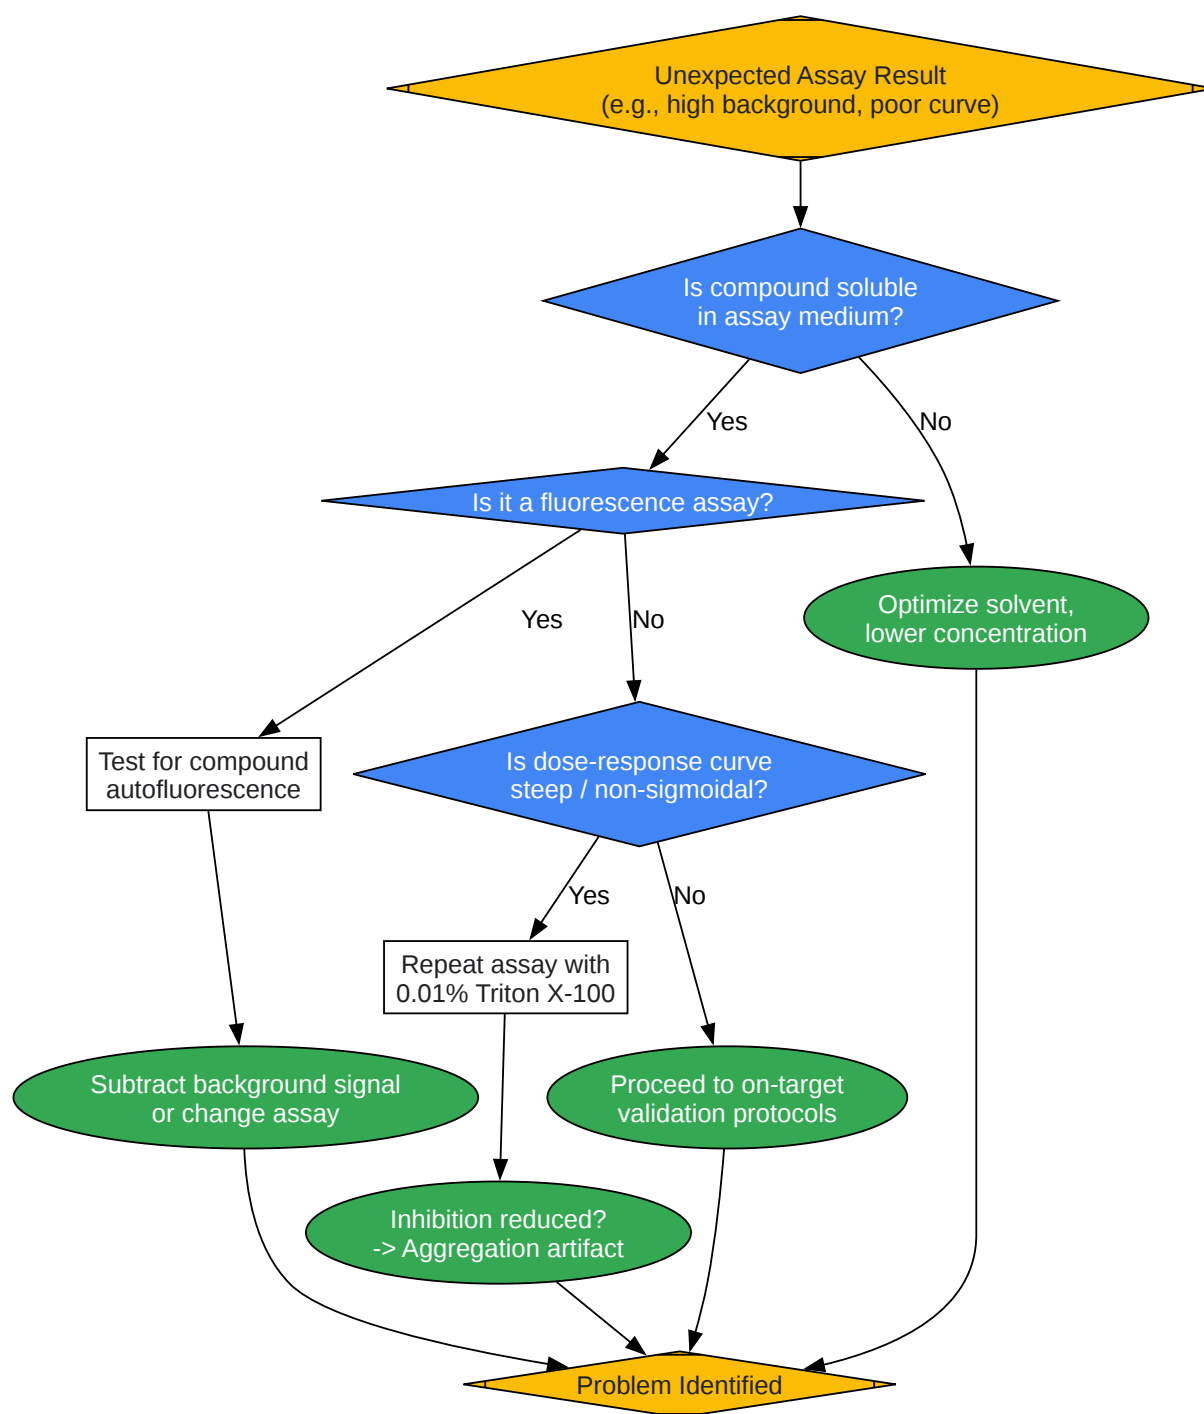 Unexpected Assay Result
(e.g., high background, poor curve)
Is compound soluble
in assay medium?
Yes
No
Is it a fluorescence assay?
Optimize solvent,
lower concentration
Yes
No
Test for compound
autofluorescence
Is dose-response curve
steep / non-sigmoidal?
Yes
No
Repeat assay with
0.01% Triton X-100
Subtract background signal
or change assay
Proceed to on-target
validation protocols
Inhibition reduced?
-> Aggregation artifact
Problem Identified